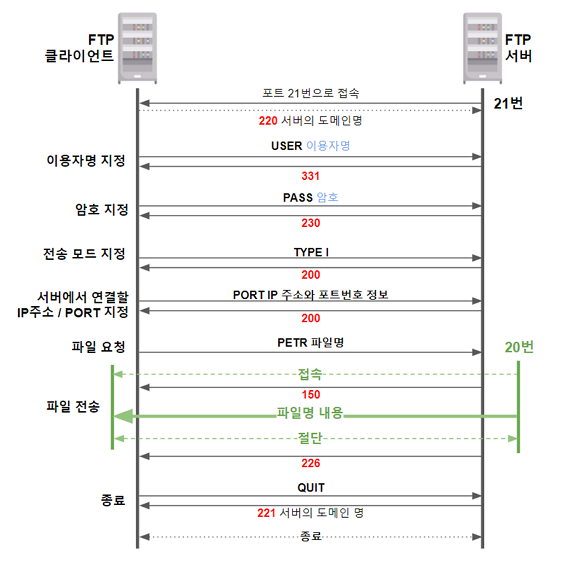 FTP
클라이언트
FTP
서버
포트 21번으로 접속
21번
220 서버의 도메인명
USER 이용자명
이용자명 지정
331
PASS 암호
암호 지정
230
전송 모드 지정
TYPE I
200
서버에서 연결할
IP주소 / PORT 지정
PORT IP 주소와 포트번호 정보
200
파일 요청
PETR 파일명
20번
접속
150
파일 전송
파일명 내용
절단
226
QUIT
종료
221 서버의 도메인 명
종료